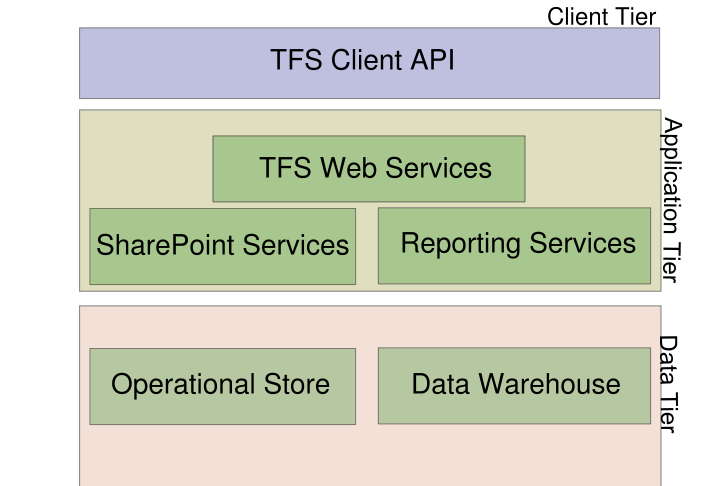 Client Tier
TFS Client API
Application Tier
TFS Web Services
SharePoint Services
Reporting Services
Data Tier
Operational Store
Data Warehouse